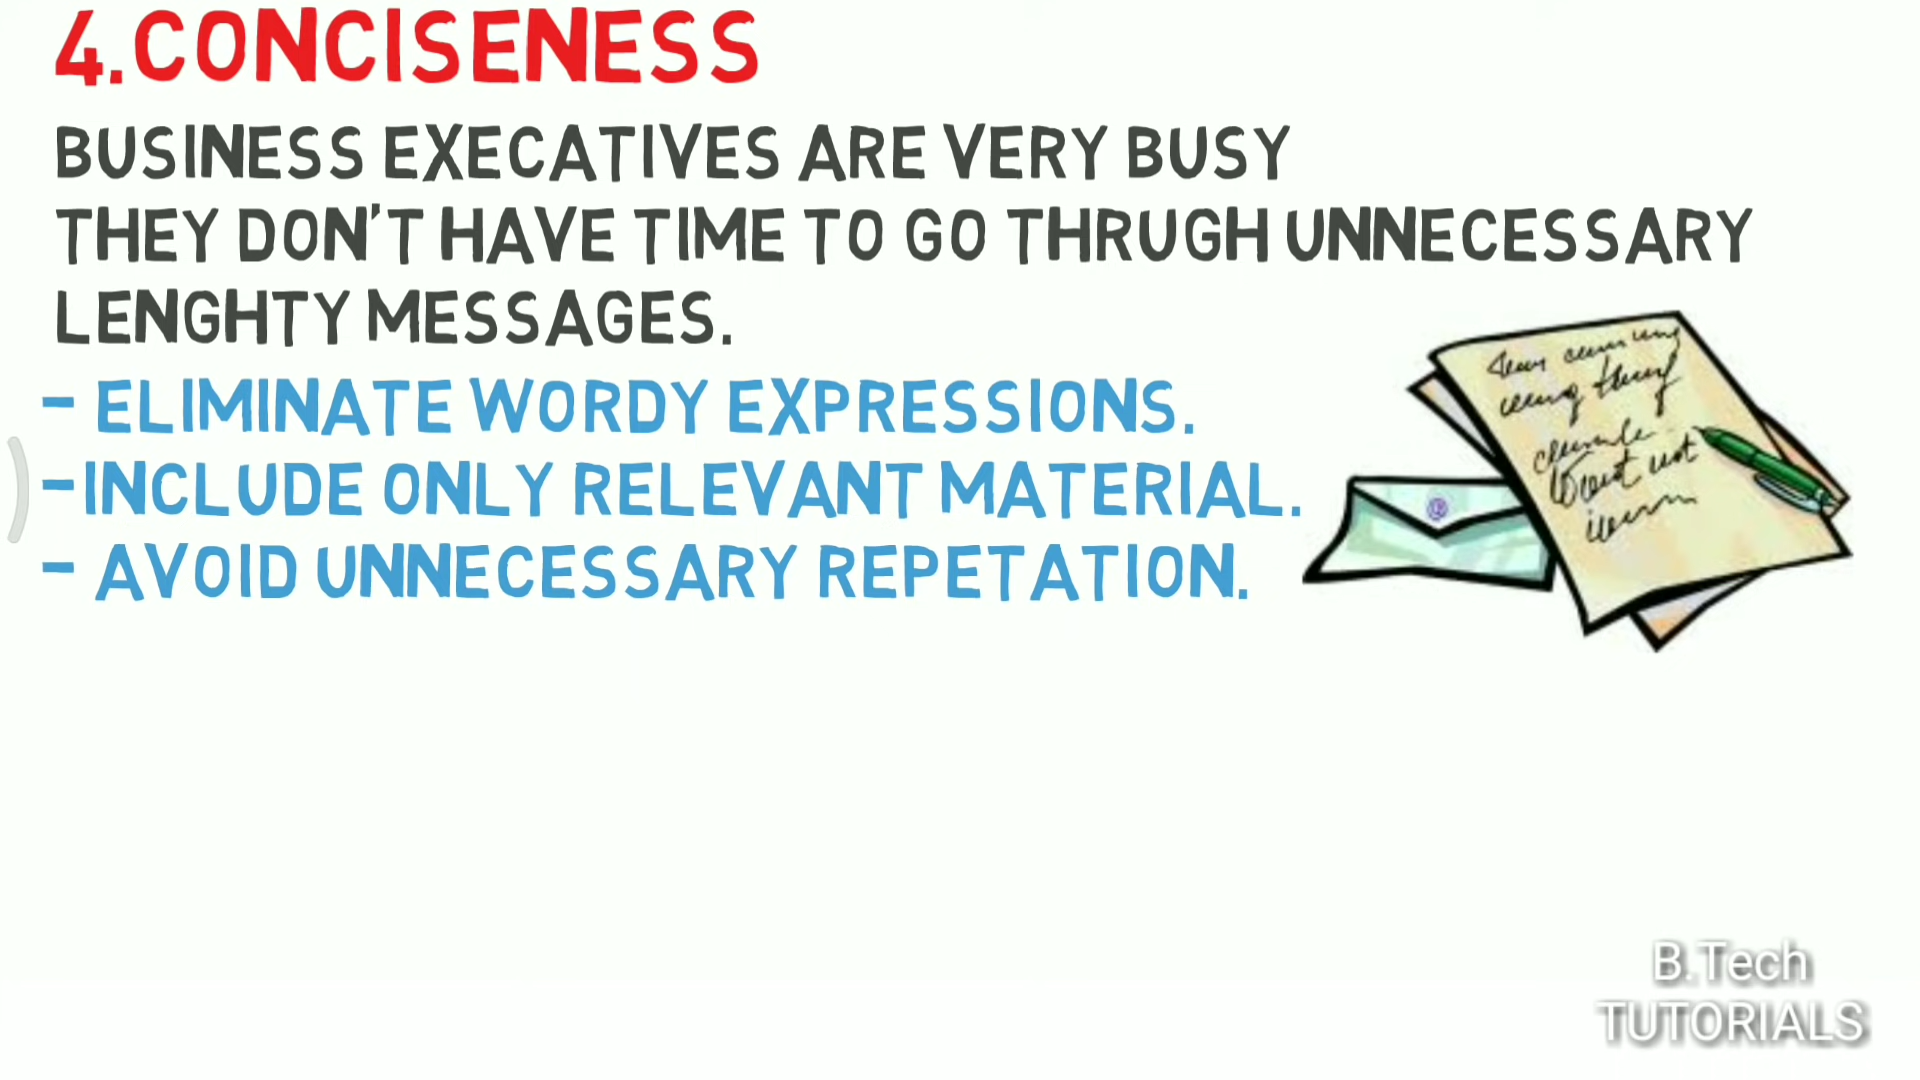 4.CONCISENESS
BUSINESS EXECATIVES ARE VERY BUSY
THEY DON'T HAVE TIME TO GO THRUGH UNNECESSARY
LENGHTY MESSAGES.
- ELIMINATE WORDY EXPRESSIONS.
-INCLUDE ONLY RELEVANT MATERIAL.
- AVOID UNNECESSARY REPETATION.
B.Tech
TUTORIALS